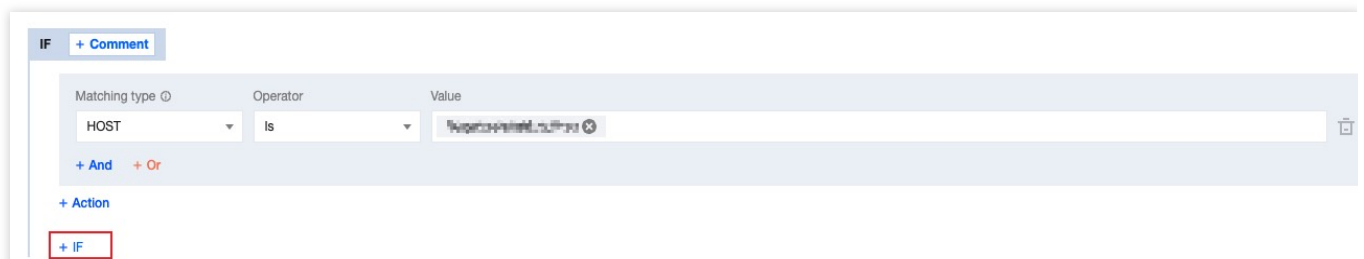 IF + Comment
Matching type Operator Value
HOST Is
+ And + Or
+ Action
+ IF